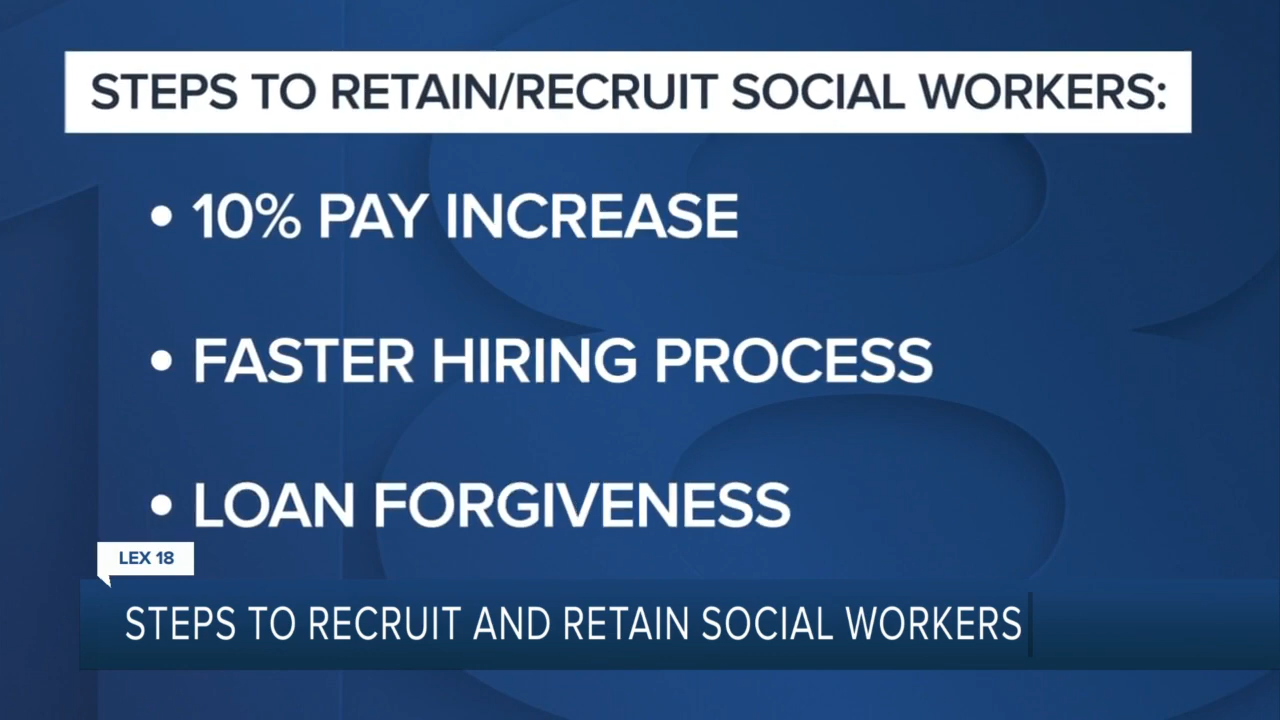 STEPS TO RETAIN/RECRUIT SOCIAL WORKERS:
• 10% PAY INCREASE
• FASTER HIRING PROCESS
• LOAN FORGIVENESS
LEX 18
STEPS TO RECRUIT AND RETAIN SOCIAL WORKERS